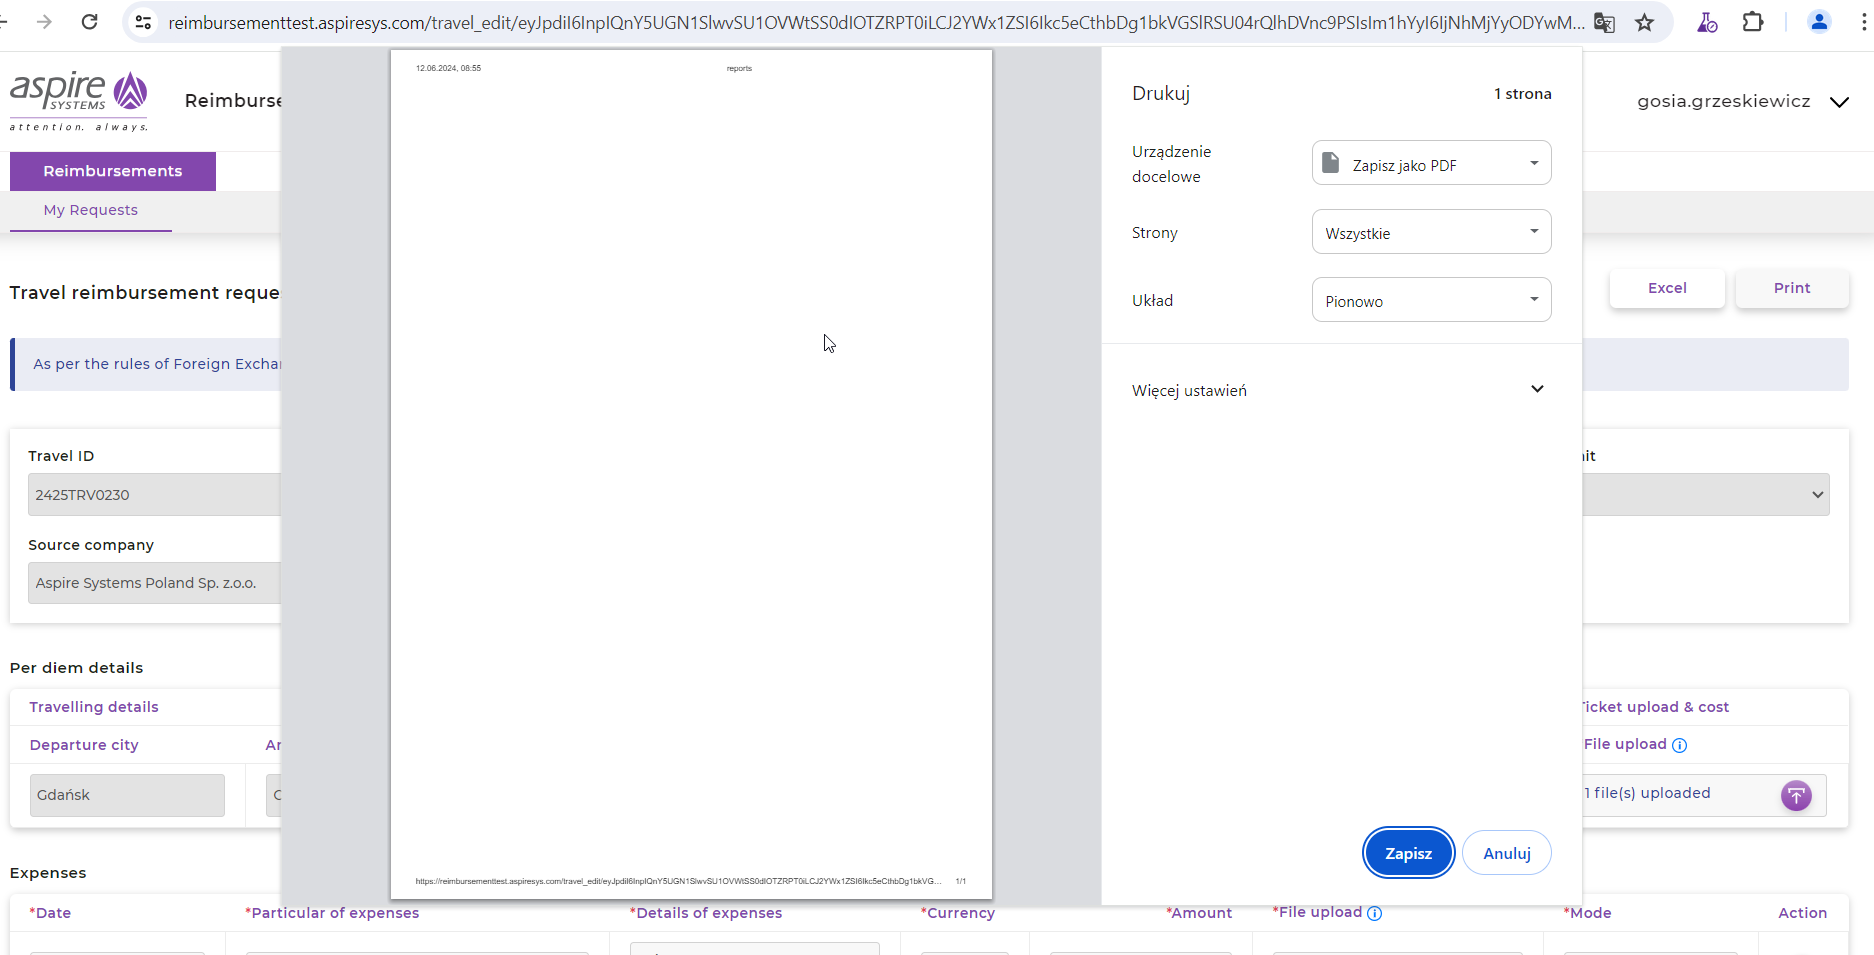 reimbursementtest.aspiresys.com/travel_edit/eyJpdiI6InpIQnY5UGN1SlwvSU1OVWtSS0dIOTZRPT0iLCJ2YWx1ZSI6Ikc5eCthbDg1bkVGSlRSU04rQlhDVnc9PSIsIm1hYyI6IjNhMjYyODYwM...
aspire
SYSTEMS
attention. always.
Reimburse
gosia.grzeskiewicz
Reimbursements
My Requests
Travel reimbursement reque
Excel
Print
As per the rules of Foreign Exchar
Travel ID
2425TRV0230
Source company
Aspire Systems Poland Sp. z.o.o.
Per diem details
Travelling details
Departure city
Ar
Gdańsk
Ticket upload & cost
File upload
1 file(s) uploaded
Expenses
*Date
*Particular of expenses
*Details of expenses
*Currency
*Amount
*File upload
*Mode
Action
12.06.2024, 08:55
reports
https://reimbursementtest.aspiresys.com/travel_edit/eyJpdiI6InpIQnY5UGN1SlwvSU1OVWtSS0dIOTZRPT0iLCJ2YWx1ZSI6Ikc5eCthbDg1bkVG...
1/1
Drukuj
1 strona
Urządzenie
docelowe
Zapisz jako PDF
Strony
Wszystkie
Układ
Pionowo
Więcej ustawień
Zapisz
Anuluj